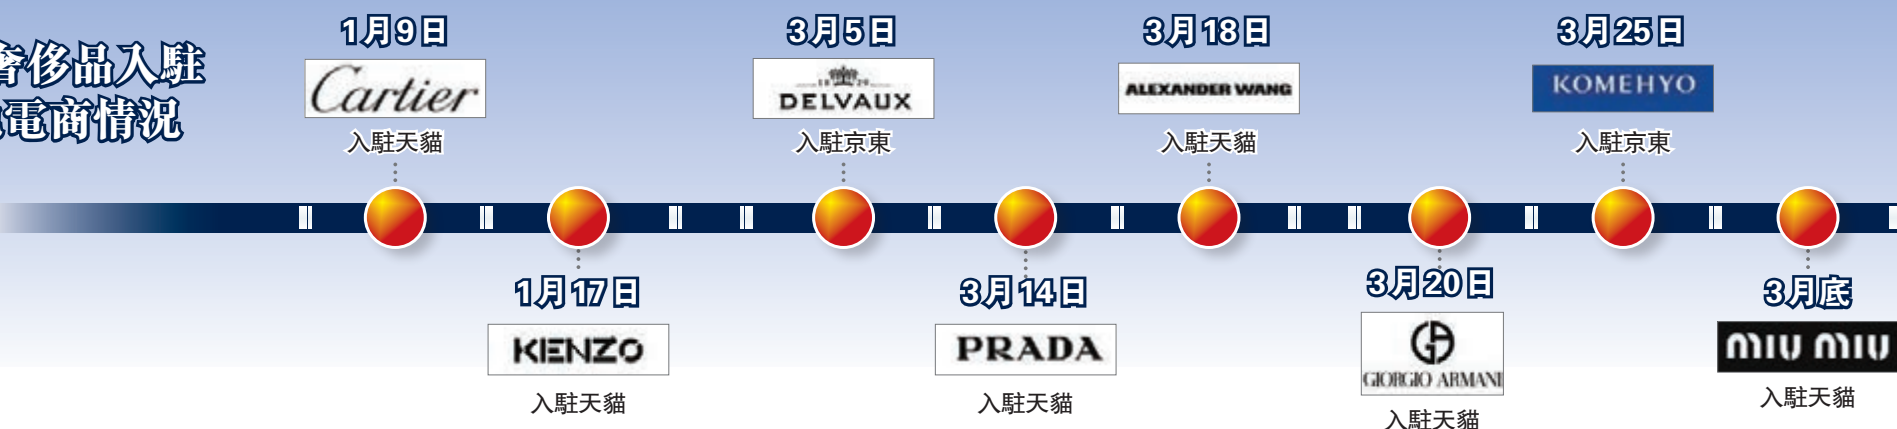 奢侈品入駐
電商情況
1月9日
Cartier
入駐天貓
1月17日
KENZO
入駐天貓
3月5日
DELVAUX
入駐京東
3月14日
PRADA
入駐天貓
3月18日
ALEXANDER WANG
入駐天貓
3月20日
GIORGIO ARMANI
入駐天貓
3月25日
KOMEHYO
入駐京東
3月底
miu miu
入駐天貓